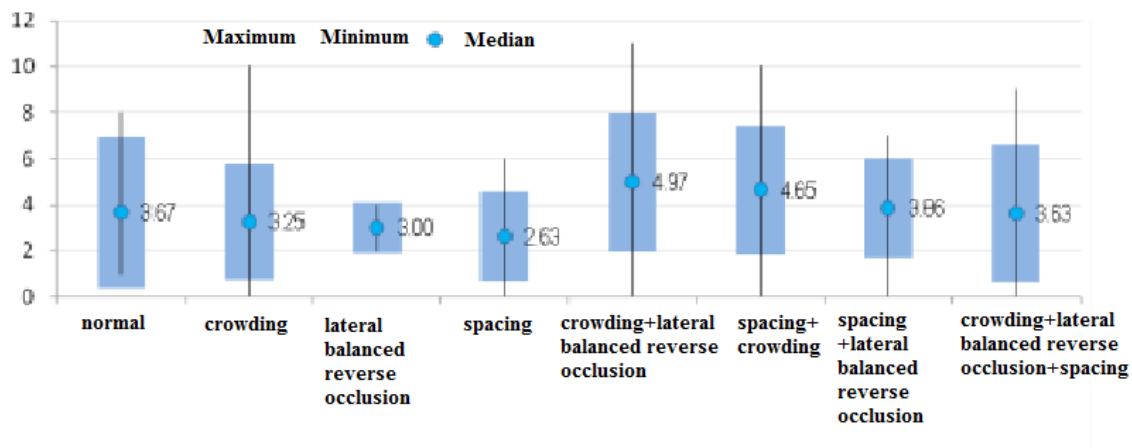 12
Maximum Minimum Median
10
8
6
4
2
0
3.67
3.25
3.00
2.63
4.97
4.65
3.86
3.63
normal
crowding
lateral
balanced
reverse
occlusion
spacing
crowding+lateral
balanced reverse
occlusion
spacing+
crowding
spacing
+lateral
balanced
reverse
occlusion
crowding+lateral
balanced reverse
occlusion+spacing